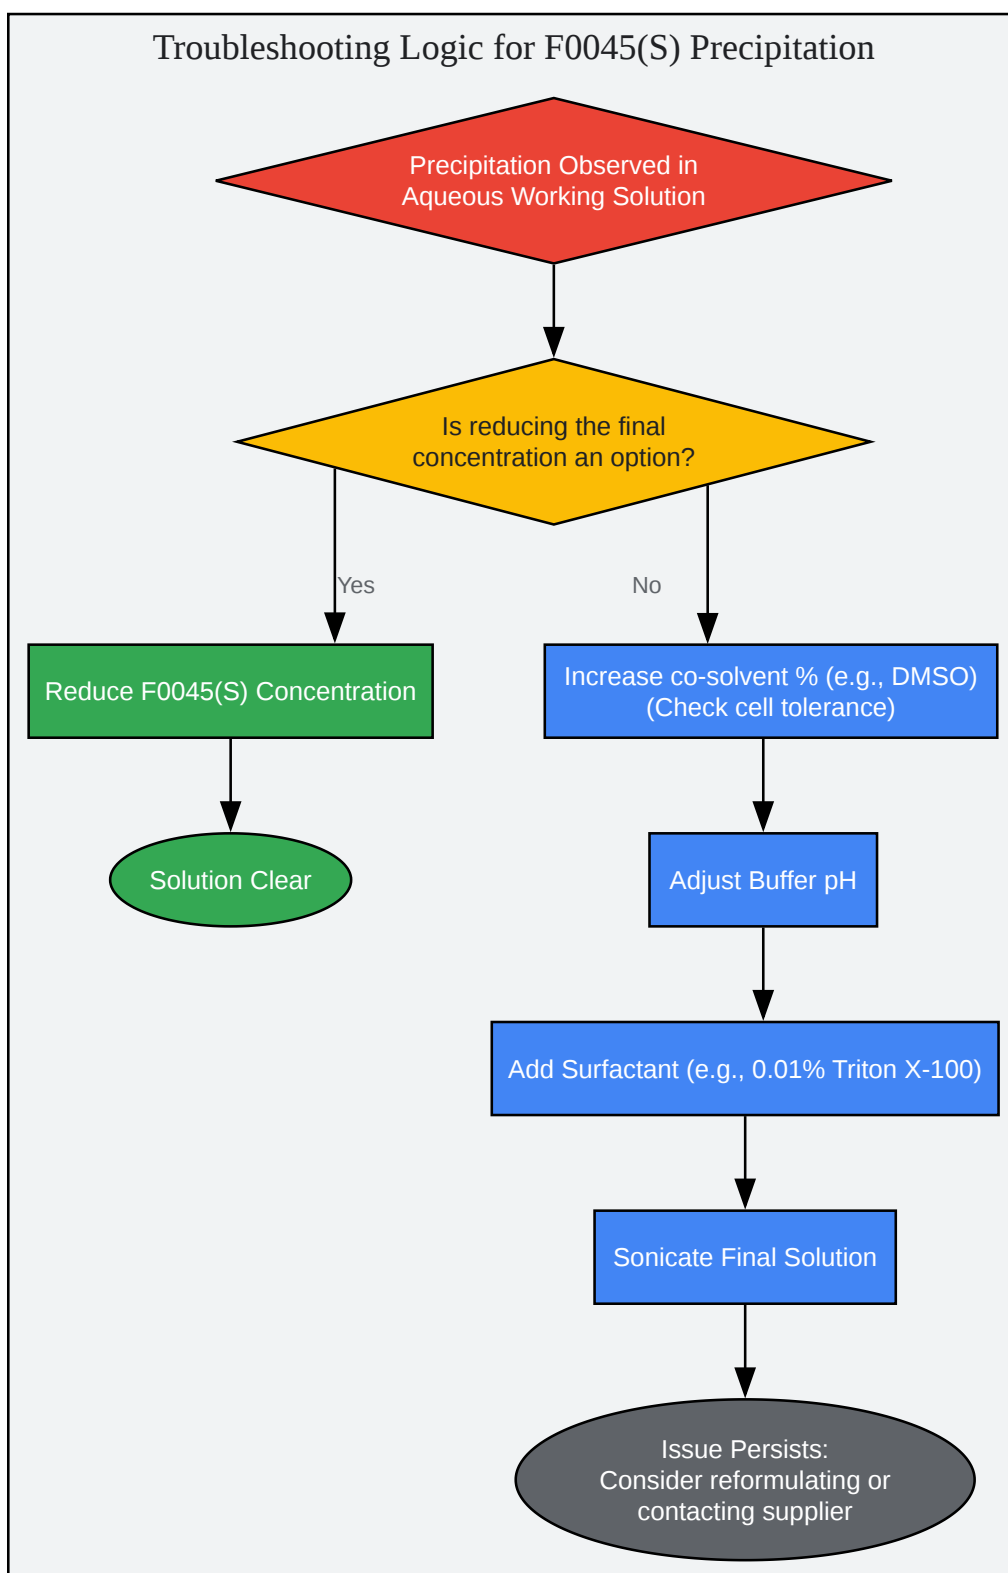 Troubleshooting Logic for F0045(S) Precipitation
Precipitation Observed in
Aqueous Working Solution
Is reducing the final
concentration an option?
Yes
No
Reduce F0045(S) Concentration
Increase co-solvent % (e.g., DMSO)
(Check cell tolerance)
Solution Clear
Adjust Buffer pH
Add Surfactant (e.g., 0.01% Triton X-100)
Sonicate Final Solution
Issue Persists:
Consider reformulating or
contacting supplier